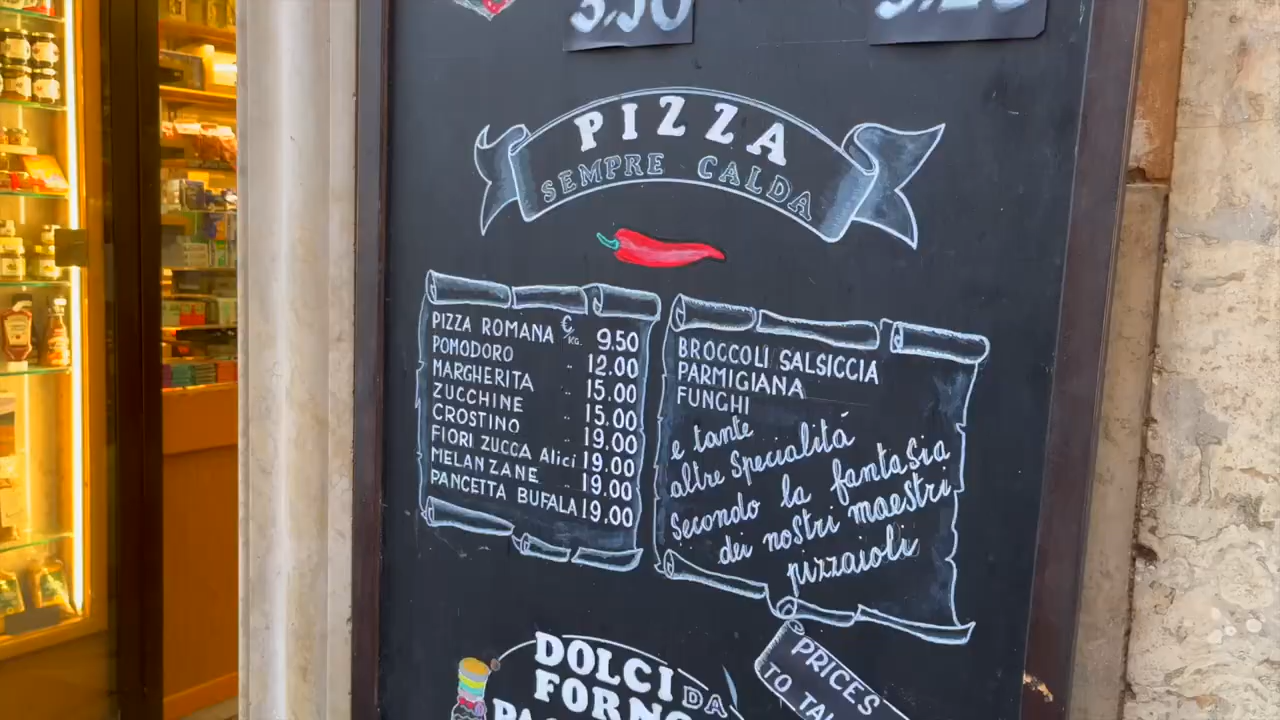 PIZZA
SEMPRE CALDA
PIZZA ROMANA €/KG. 9.50
POMODORO " 12.00
MARGHERITA 15.00
ZUCCHINE " 15.00
CROSTINO 19.00
FIORI ZUCCA Alici 19.00
MELANZANE " 19.00
PANCETTA BUFALA 19.00
BROCCOLI SALSICCIA
PARMIGIANA
FUNGHI
e tante
altre Specialitá
Secondo la fantasia
dei nostri maestri
pizzaioli
DOLCI DA
FORNO
PRICES
TO